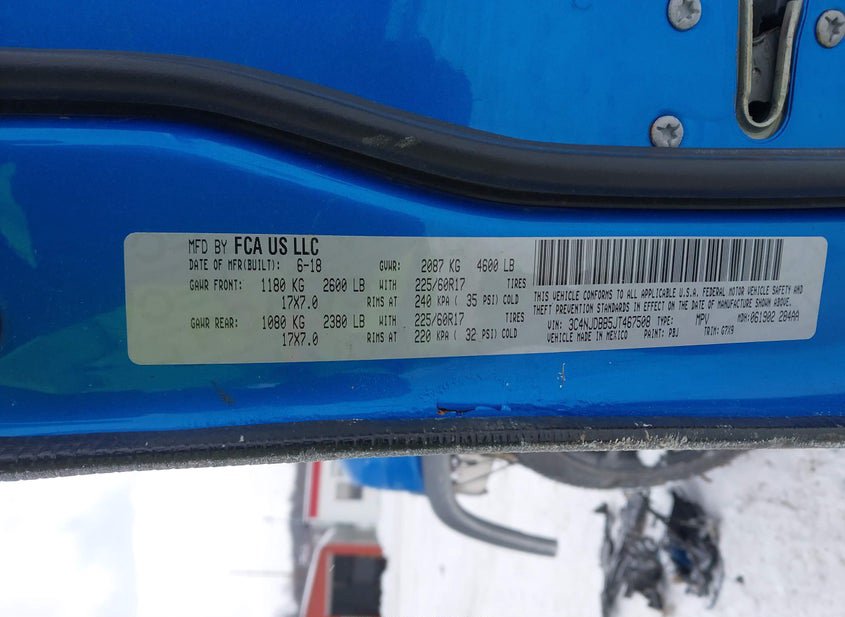 MFD BY FCA US LLC
DATE OF MFR(BUILT): 6-18 GVWR: 2087 KG 4600 LB
GAWR FRONT: 1180 KG 2600 LB WITH 225/60R17 TIRES
17X7.0 RIMS AT 240 KPA ( 35 PSI) COLD
GAWR REAR: 1080 KG 2380 LB WITH 225/60R17 TIRES
17X7.0 RIMS AT 220 KPA ( 32 PSI) COLD
THIS VEHICLE CONFORMS TO ALL APPLICABLE U.S.A. FEDERAL MOTOR VEHICLE SAFETY AND
THEFT PREVENTION STANDARDS IN EFFECT ON THE DATE OF MANUFACTURE SHOWN ABOVE.
VIN: 3C4NJDBB5JT467508 TYPE: MPV MDH: 061902 284AA
VEHICLE MADE IN MEXICO PAINT: PBJ TRIM: G7X9